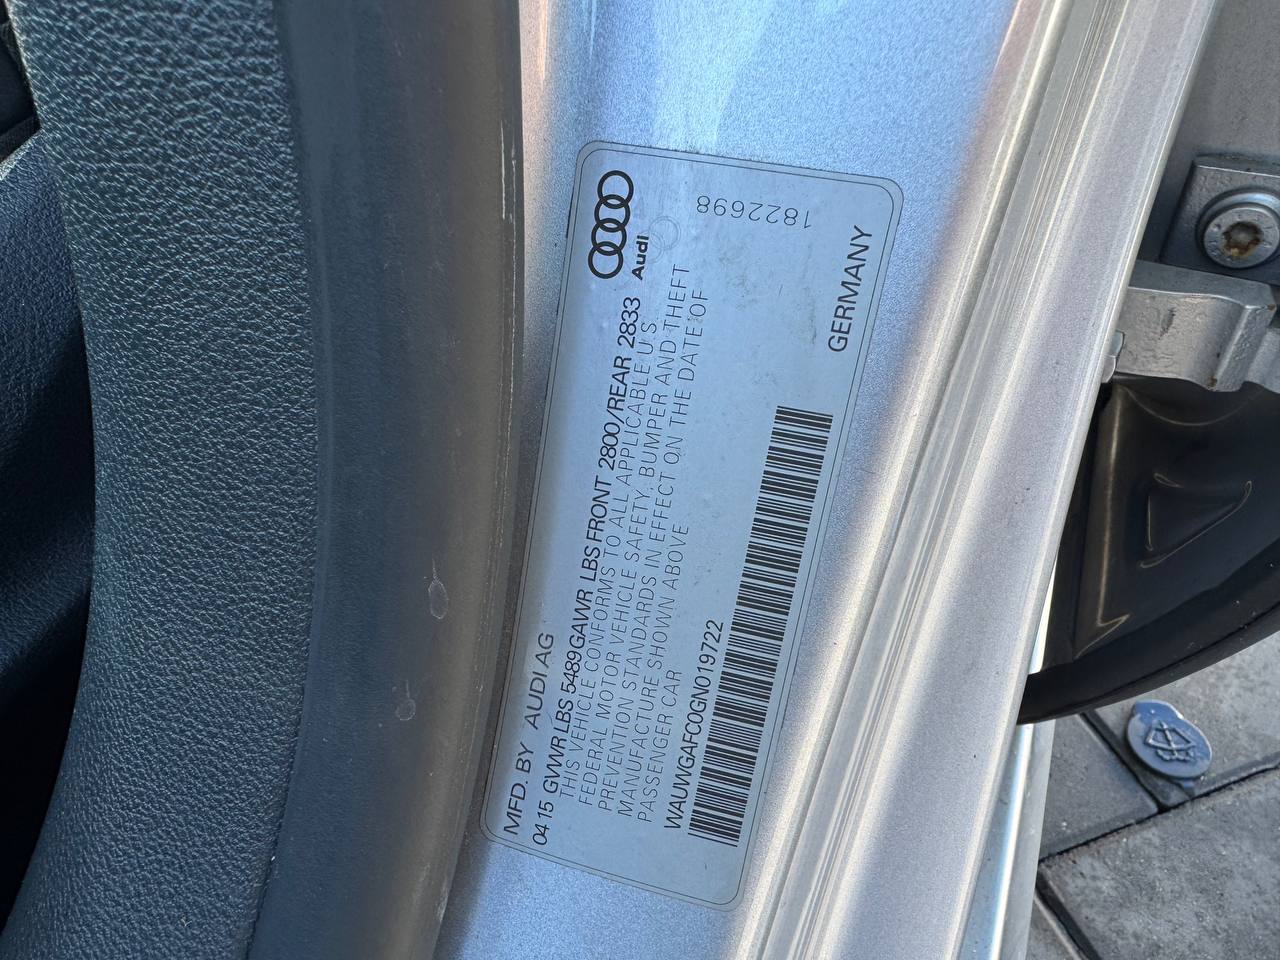 MFD. BY AUDI AG
04 15 GVWR LBS 5489 GAWR LBS FRONT 2800/REAR 2833
THIS VEHICLE CONFORMS TO ALL APPLICABLE U S
FEDERAL MOTOR VEHICLE SAFETY, BUMPER AND THEFT
PREVENTION STANDARDS IN EFFECT ON THE DATE OF
MANUFACTURE SHOWN ABOVE
PASSENGER CAR
WAUWGAFC0GN019722
Audi
1822698
GERMANY